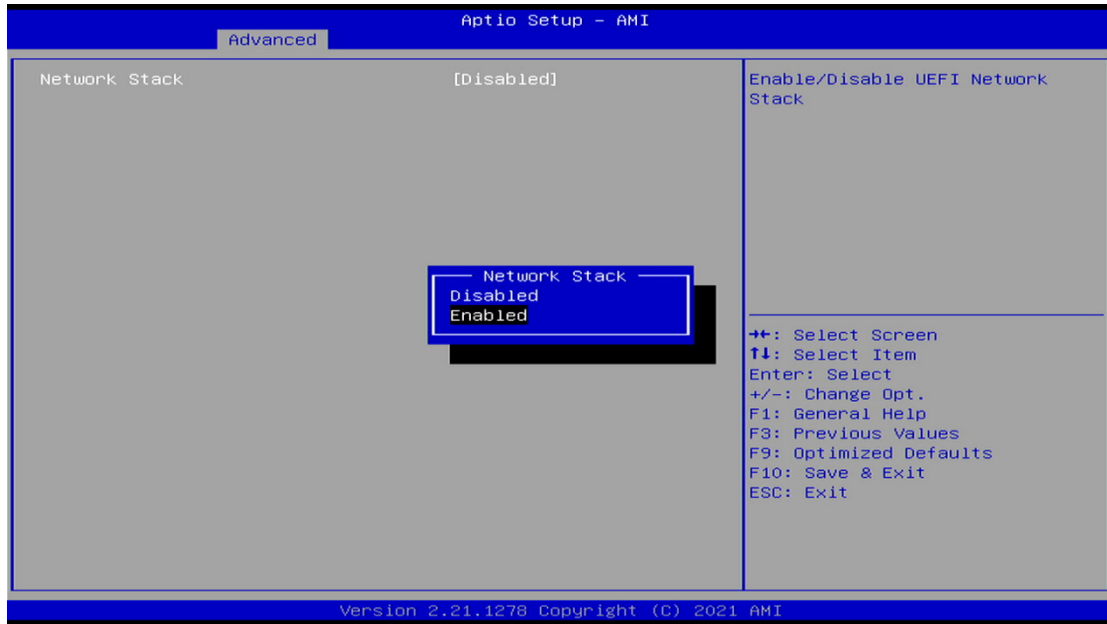 Aptio Setup – AMI
Advanced
Network Stack [Disabled]
Enable/Disable UEFI Network
Stack
Network Stack
Disabled
Enabled
→←: Select Screen
↑↓: Select Item
Enter: Select
+/-: Change Opt.
F1: General Help
F3: Previous Values
F9: Optimized Defaults
F10: Save & Exit
ESC: Exit
Version 2.21.1278 Copyright (C) 2021 AMI